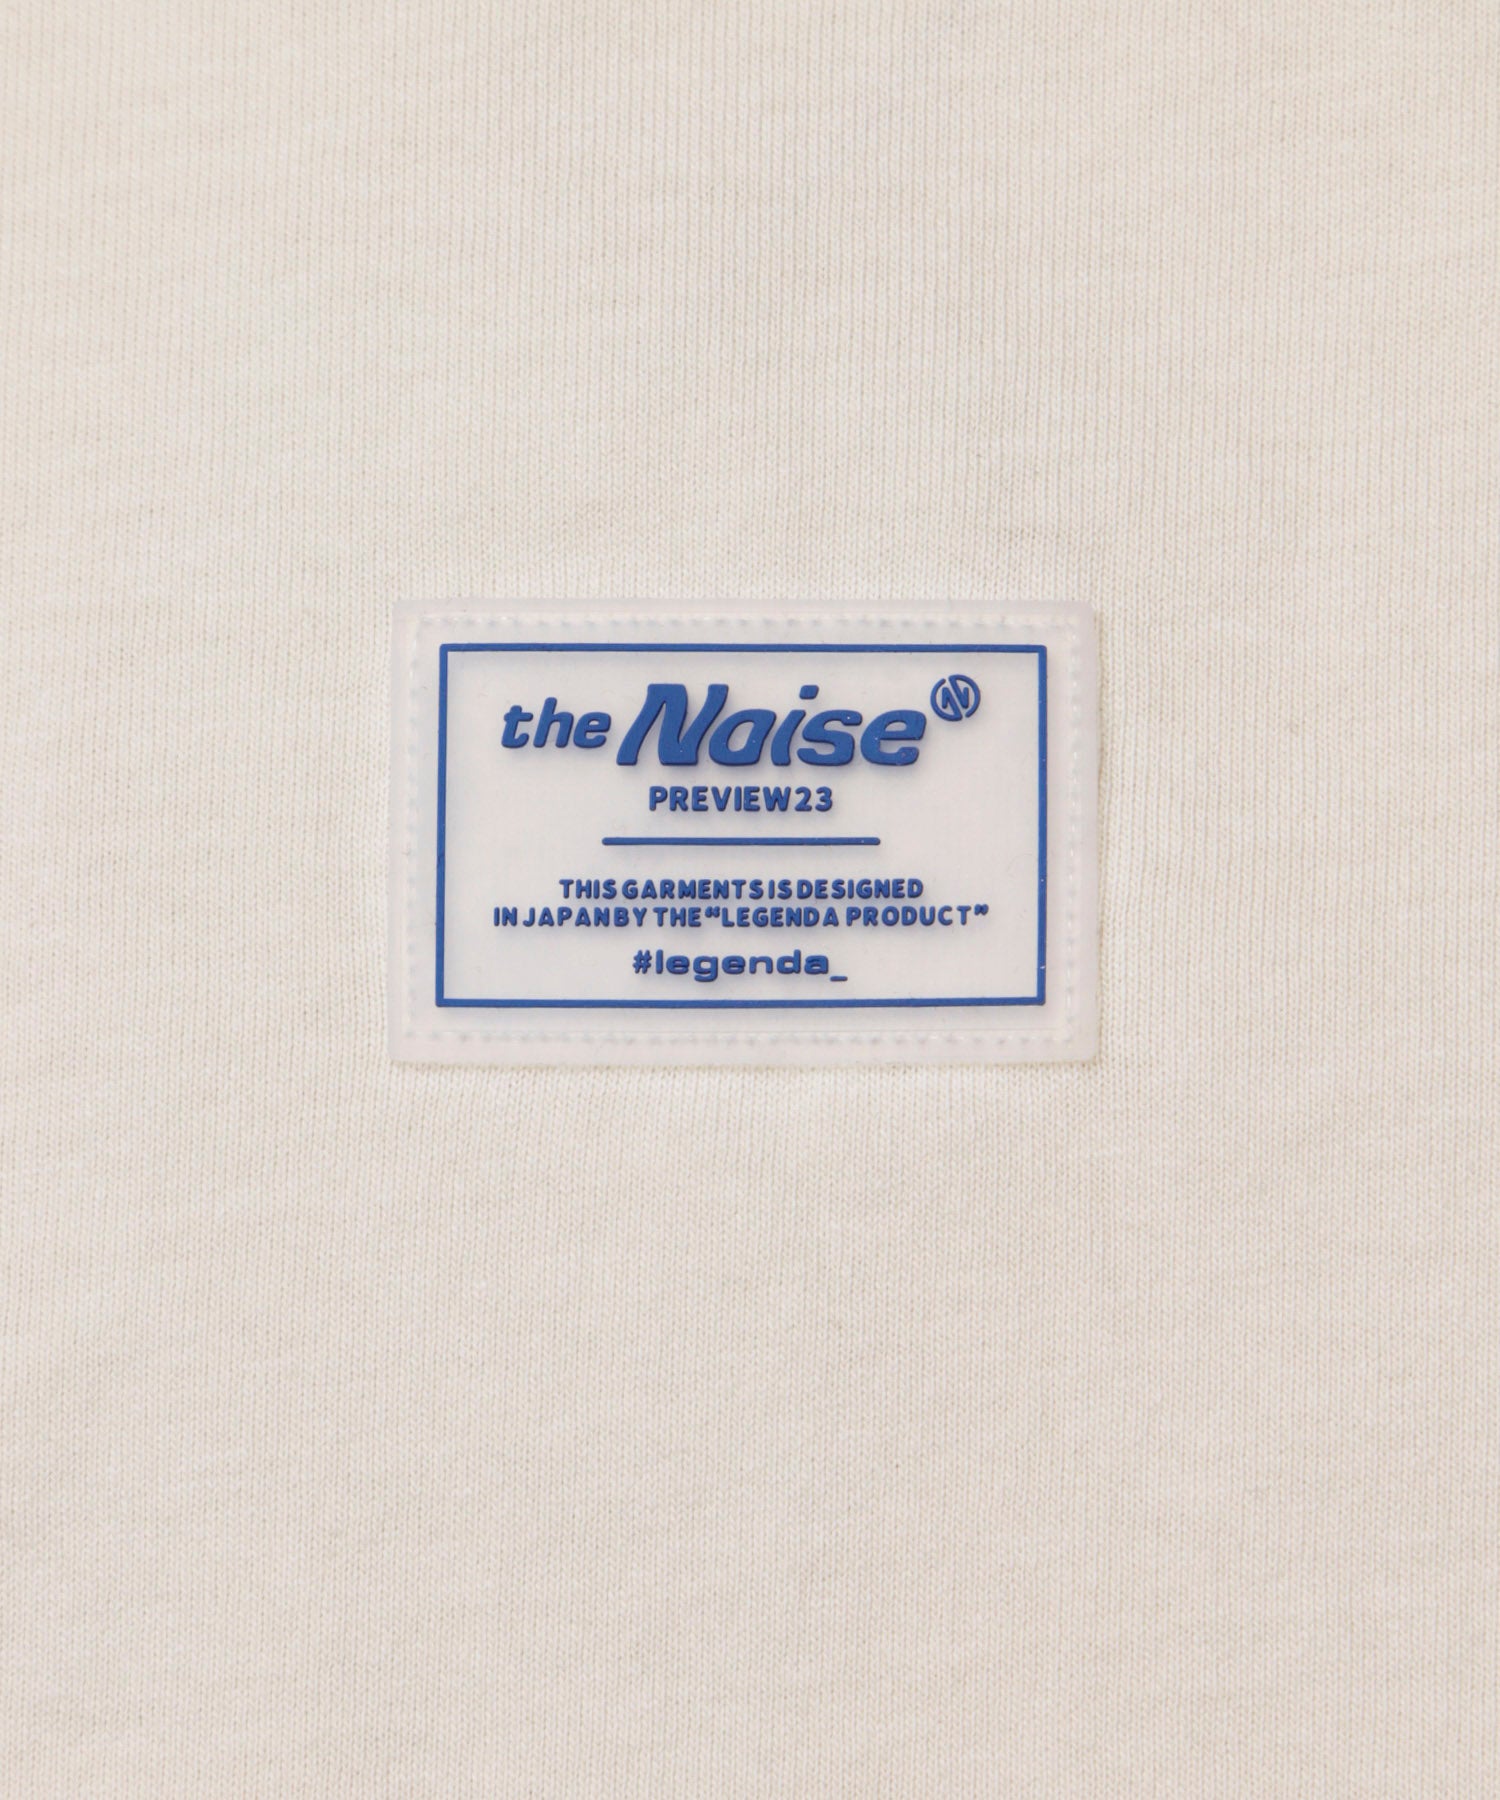 the Noise
PREVIEW23
THIS GARMENTS IS DESIGNED
IN JAPAN BY THE “LEGENDA PRODUCT”
#legenda_